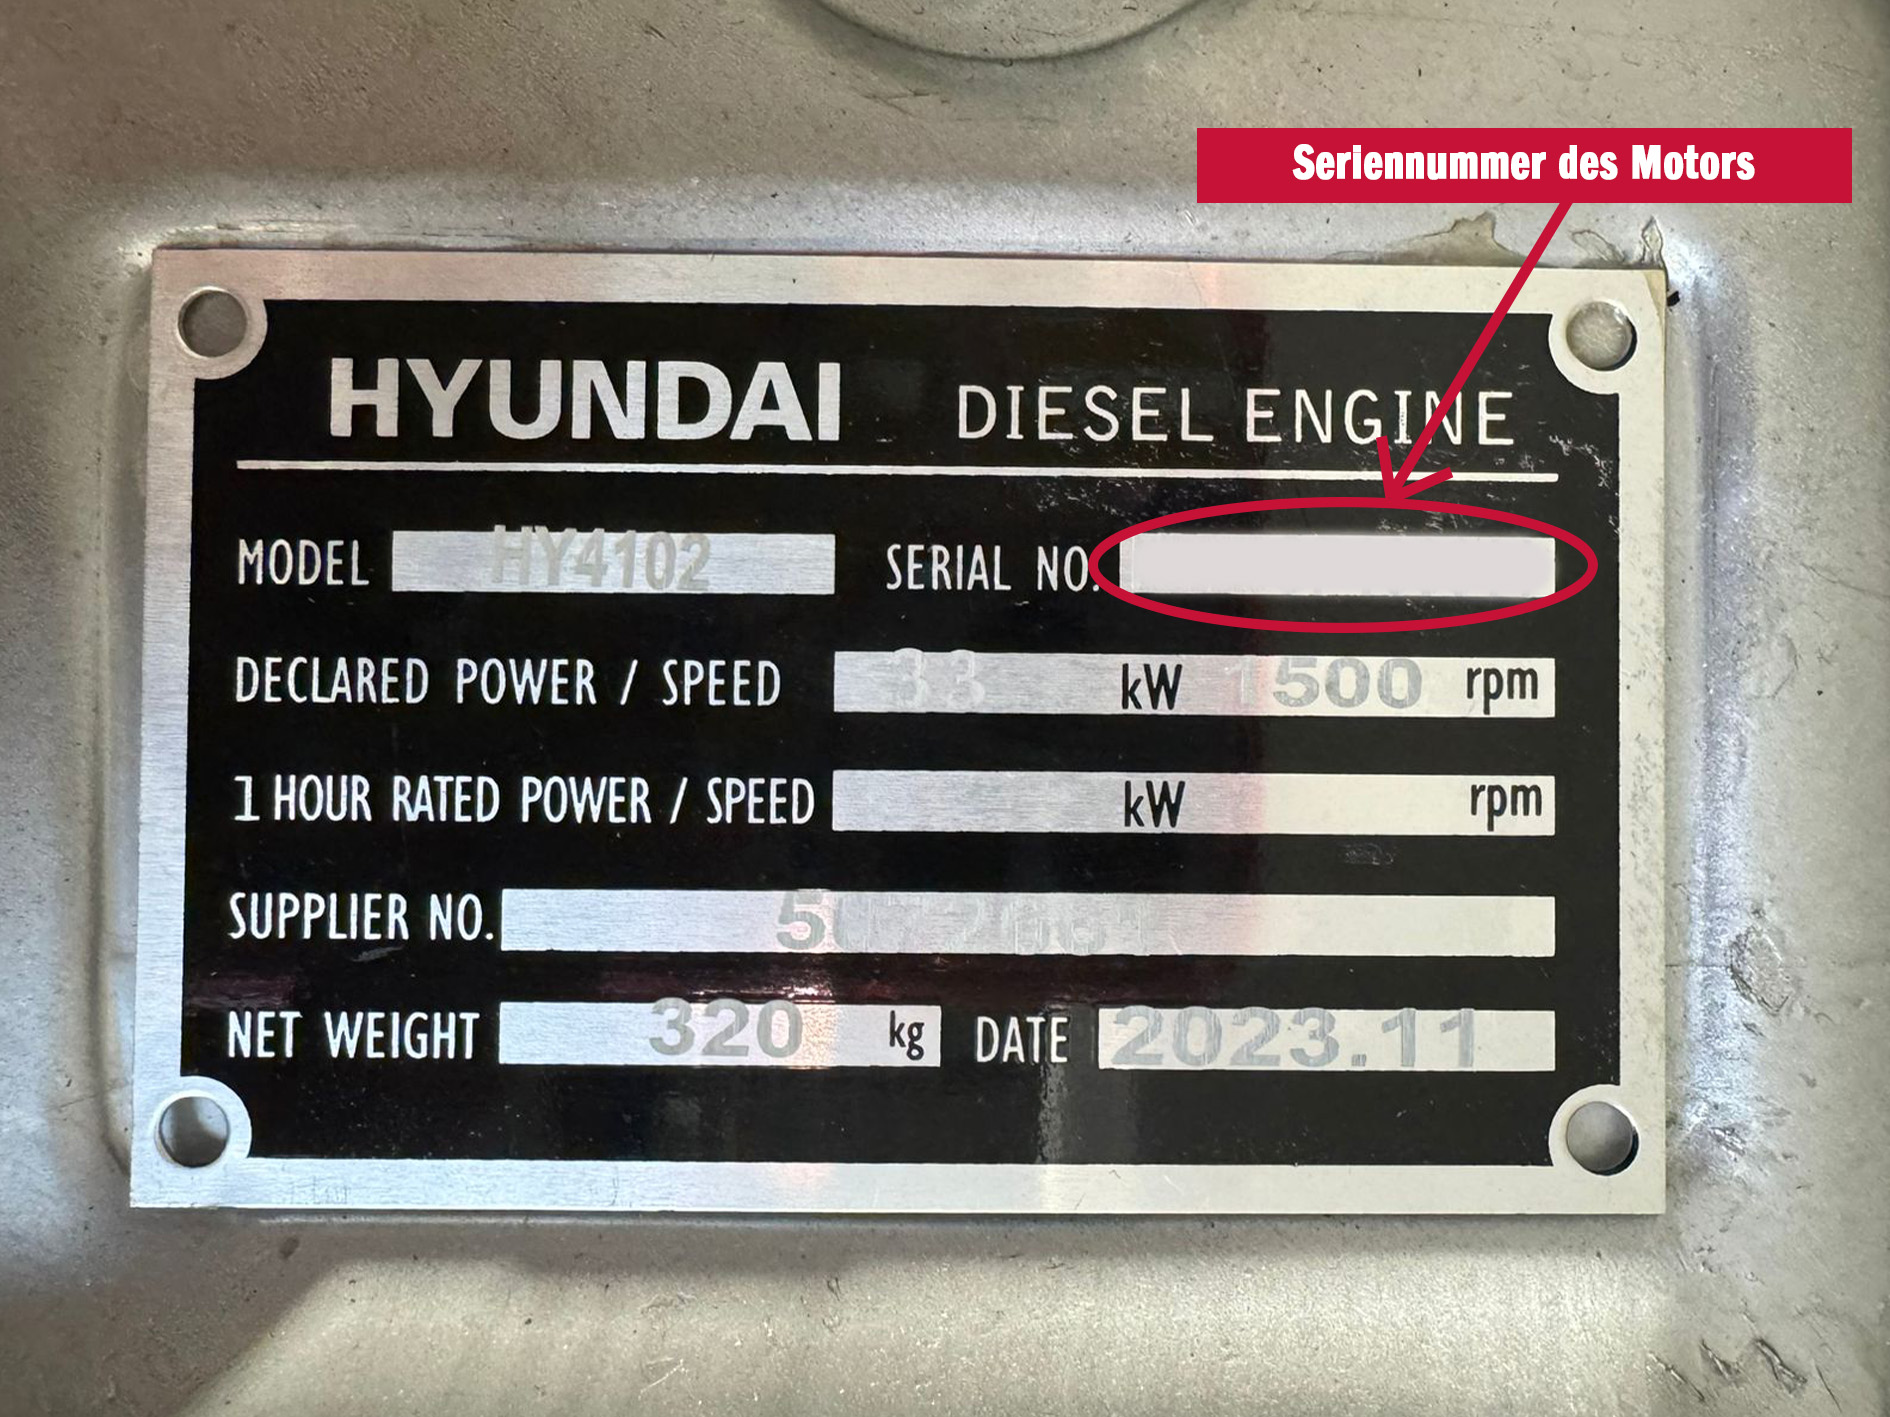 Seriennummer des Motors
HYUNDAI DIESEL ENGINE
MODEL HY4102 SERIAL NO.
DECLARED POWER / SPEED 33 kW 1500 rpm
1 HOUR RATED POWER / SPEED kW rpm
SUPPLIER NO.
NET WEIGHT 320 kg DATE 2023.11